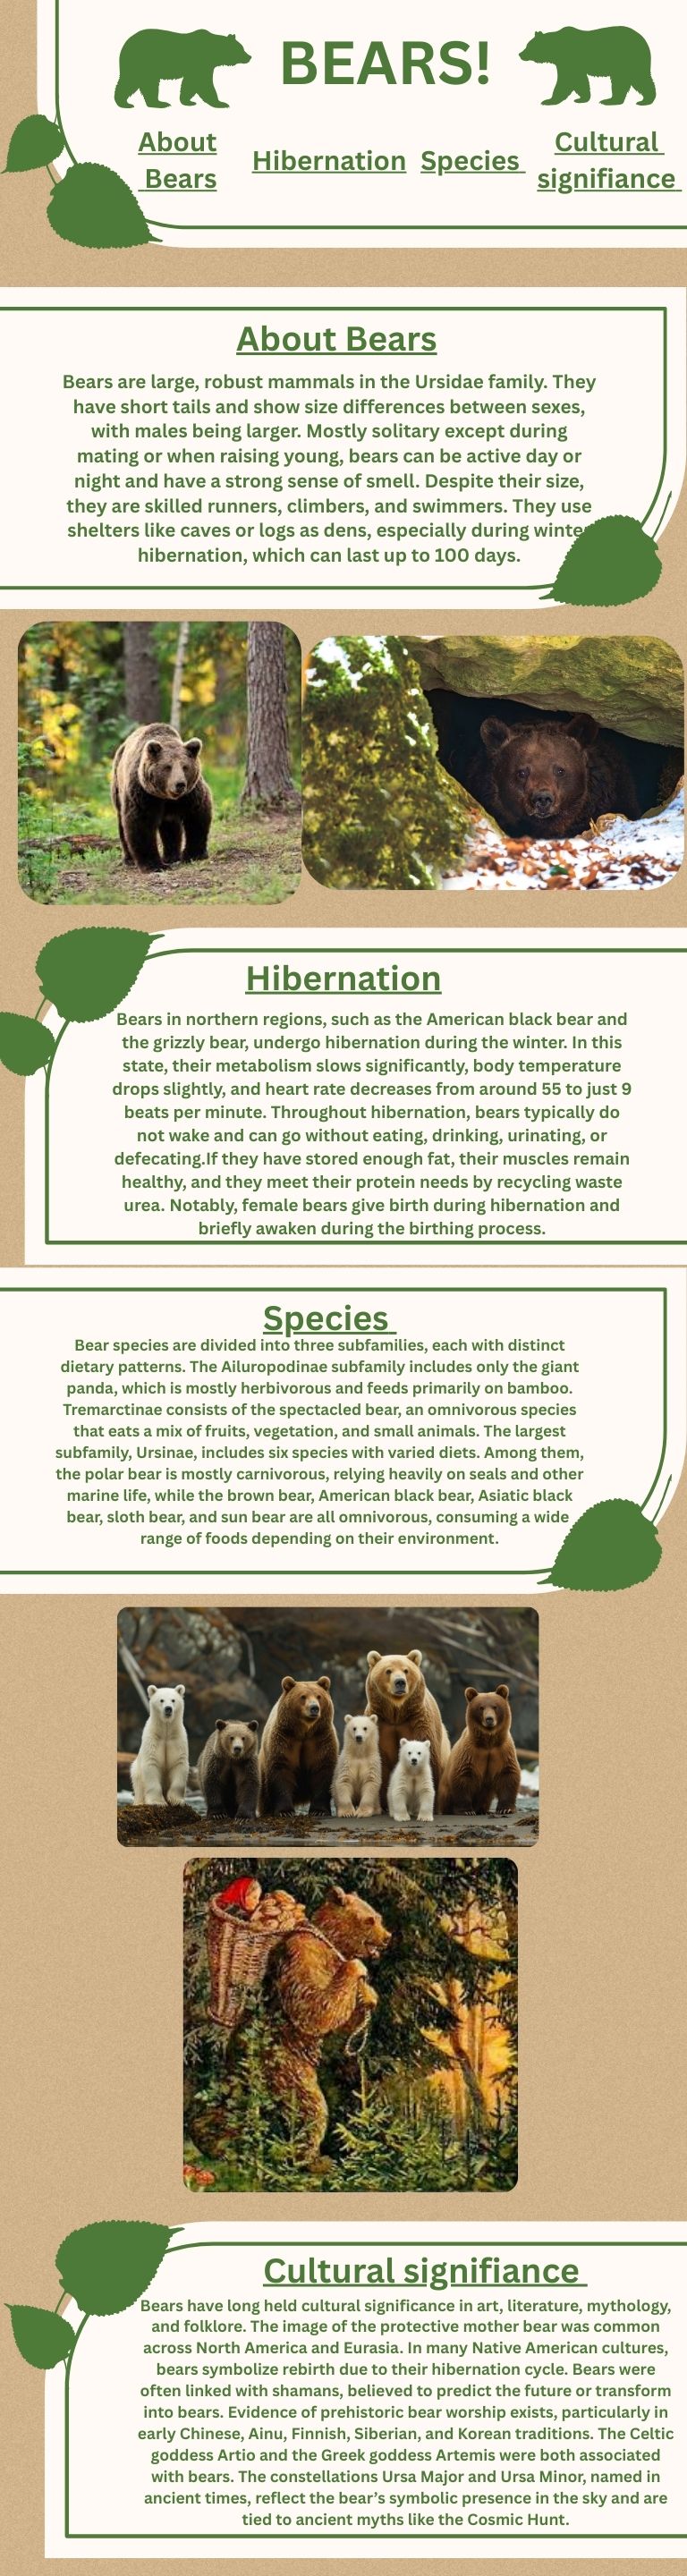 BEARS!
About
Bears
Hibernation
Species
Cultural
signifiance
About Bears
Bears are large, robust mammals in the Ursidae family. They
have short tails and show size differences between sexes,
with males being larger. Mostly solitary except during
mating or when raising young, bears can be active day or
night and have a strong sense of smell. Despite their size,
they are skilled runners, climbers, and swimmers. They use
shelters like caves or logs as dens, especially during winter
hibernation, which can last up to 100 days.
Hibernation
Bears in northern regions, such as the American black bear and
the grizzly bear, undergo hibernation during the winter. In this
state, their metabolism slows significantly, body temperature
drops slightly, and heart rate decreases from around 55 to just 9
beats per minute. Throughout hibernation, bears typically do
not wake and can go without eating, drinking, urinating, or
defecating.If they have stored enough fat, their muscles remain
healthy, and they meet their protein needs by recycling waste
urea. Notably, female bears give birth during hibernation and
briefly awaken during the birthing process.
Species
Bear species are divided into three subfamilies, each with distinct
dietary patterns. The Ailuropodinae subfamily includes only the giant
panda, which is mostly herbivorous and feeds primarily on bamboo.
Tremarctinae consists of the spectacled bear, an omnivorous species
that eats a mix of fruits, vegetation, and small animals. The largest
subfamily, Ursinae, includes six species with varied diets. Among them,
the polar bear is mostly carnivorous, relying heavily on seals and other
marine life, while the brown bear, American black bear, Asiatic black
bear, sloth bear, and sun bear are all omnivorous, consuming a wide
range of foods depending on their environment.
Cultural signifiance
Bears have long held cultural significance in art, literature, mythology,
and folklore. The image of the protective mother bear was common
across North America and Eurasia. In many Native American cultures,
bears symbolize rebirth due to their hibernation cycle. Bears were
often linked with shamans, believed to predict the future or transform
into bears. Evidence of prehistoric bear worship exists, particularly in
early Chinese, Ainu, Finnish, Siberian, and Korean traditions. The Celtic
goddess Artio and the Greek goddess Artemis were both associated
with bears. The constellations Ursa Major and Ursa Minor, named in
ancient times, reflect the bear’s symbolic presence in the sky and are
tied to ancient myths like the Cosmic Hunt.